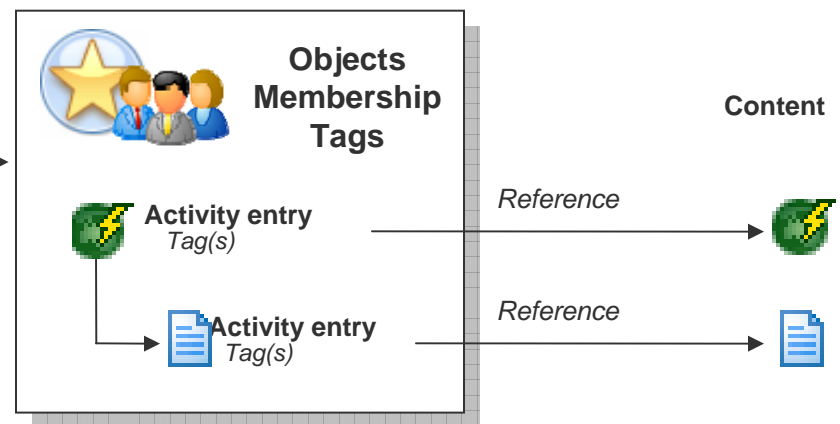 Objects
Membership
Tags
Content
Activity entry
Tag(s)
Reference
Activity entry
Tag(s)
Reference